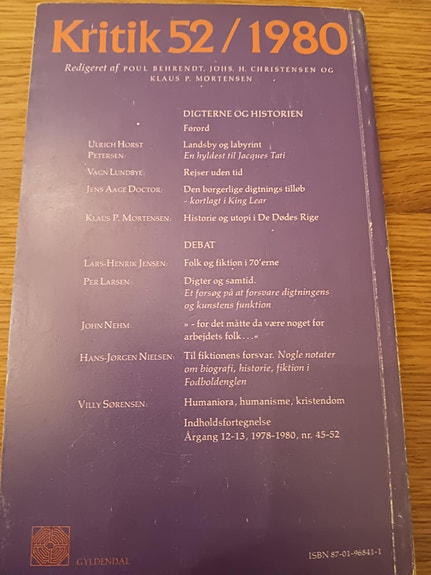 Kritik 52 / 1980
Redigeret af POUL BEHRENDT, JOHS. H. CHRISTENSEN OG
KLAUS P. MORTENSEN
DIGTERNE OG HISTORIEN
Forord
ULRICH HORST
PETERSEN: Landsby og labyrint
En hyldest til Jacques Tati
VAGN LUNDBYE: Rejser uden tid
JENS AAGE DOCTOR: Den borgerlige digtnings tilløb
- kortlagt i King Lear
KLAUS P. MORTENSEN: Historie og utopi i De Dødes Rige
DEBAT
LARS-HENRIK JENSEN: Folk og fiktion i 70'erne
PER LARSEN: Digter og samtid.
Et forsøg på at forsvare digtningens
og kunstens funktion
JOHN NEHM: » - for det måtte da være noget for
arbejdets folk . . .«
HANS-JØRGEN NIELSEN: Til fiktionens forsvar. Nogle notater
om biografi, historie, fiktion i
Fodboldenglen
VILLY SØRENSEN: Humaniora, humanisme, kristendom
Indholdsfortegnelse
Årgang 12-13, 1978-1980, nr. 45-52
GYLDENDAL
ISBN 87-01-96841-1